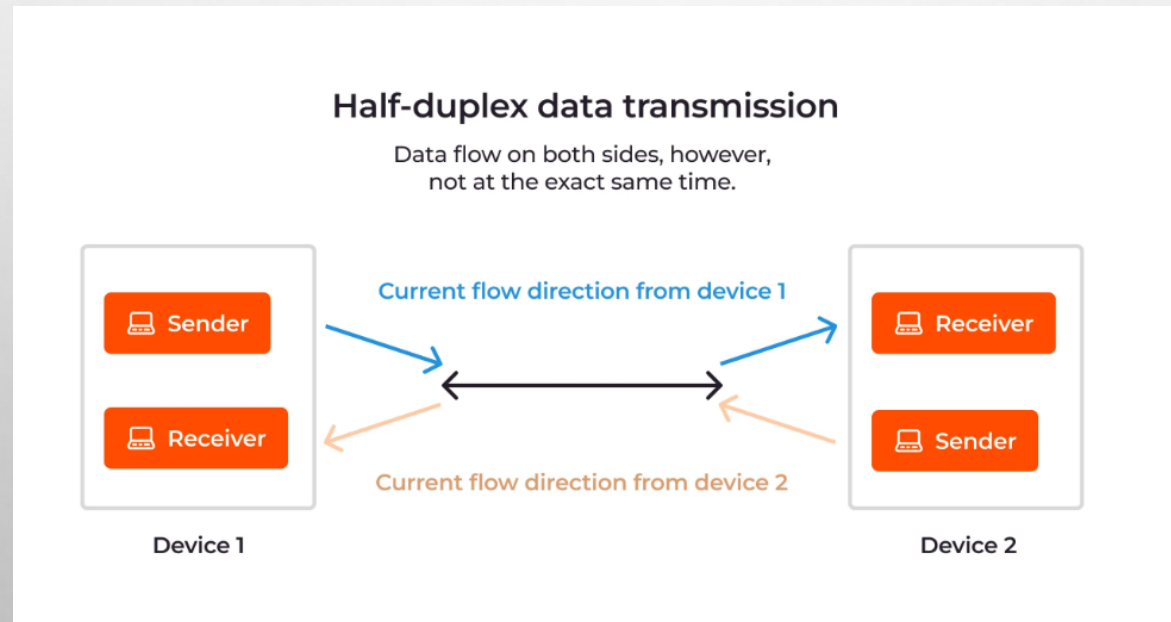 Half-duplex data transmission
Data flow on both sides, however,
not at the exact same time.
Current flow direction from device 1
Sender
Receiver
Receiver
Sender
Current flow direction from device 2
Device 1
Device 2